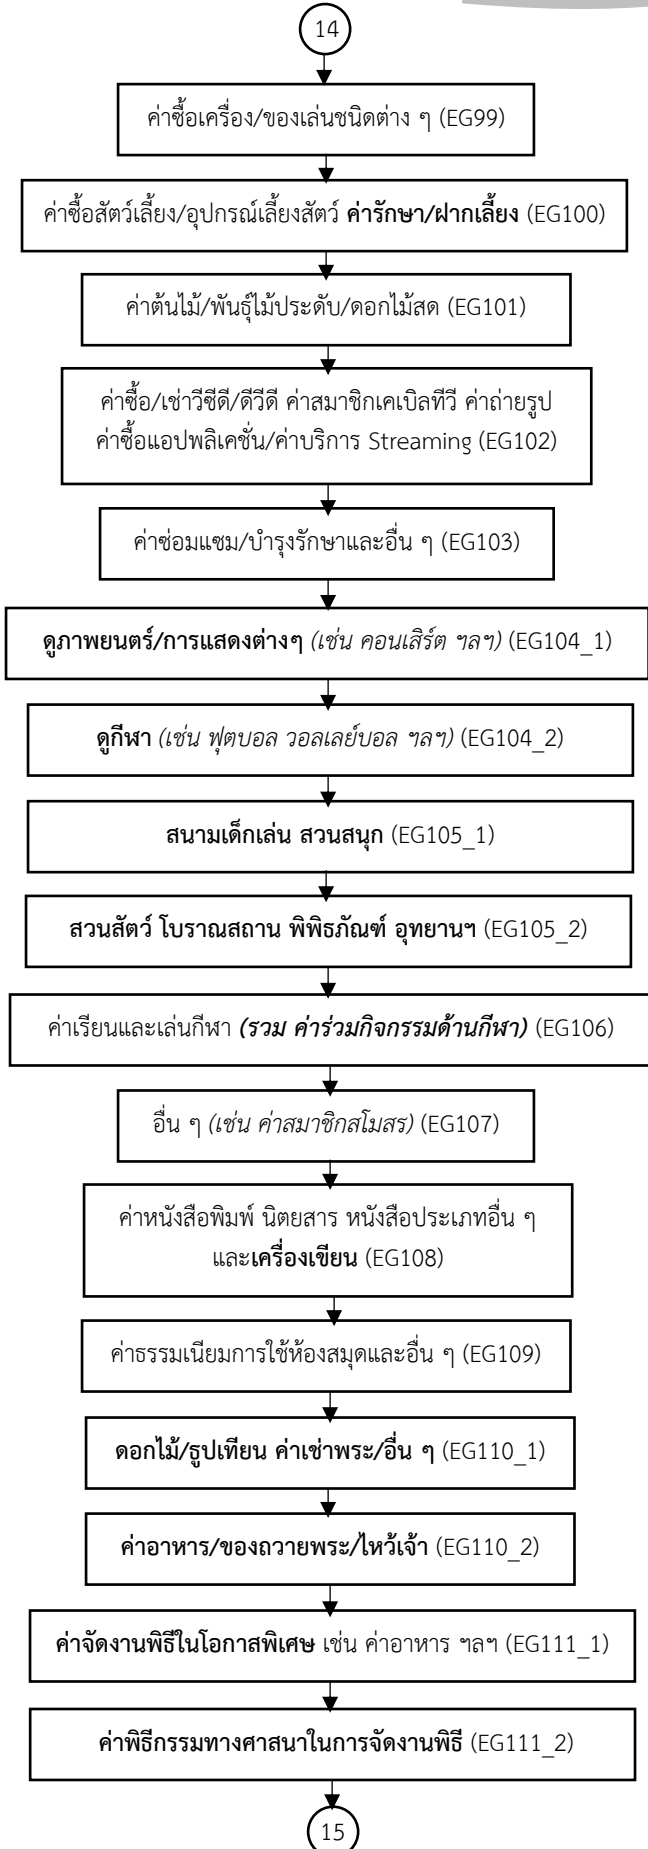 14
ค่าซื้อเครื่อง/ของเล่นชนิดต่าง ๆ (EG99)
ค่าซื้อสัตว์เลี้ยง/อุปกรณ์เลี้ยงสัตว์ ค่ารักษา/ฝากเลี้ยง (EG100)
ค่าต้นไม้/พันธุ์ไม้ประดับ/ดอกไม้สด (EG101)
ค่าซื้อ/เช่าวีซีดี/ดีวีดี ค่าสมาชิกเคเบิลทีวี ค่าถ่ายรูป
ค่าซื้อแอปพลิเคชั่น/ค่าบริการ Streaming (EG102)
ค่าซ่อมแซม/บำรุงรักษาและอื่น ๆ (EG103)
ดูภาพยนตร์/การแสดงต่างๆ (เช่น คอนเสิร์ต ฯลฯ) (EG104_1)
ดูกีฬา (เช่น ฟุตบอล วอลเลย์บอล ฯลฯ) (EG104_2)
สนามเด็กเล่น สวนสนุก (EG105_1)
สวนสัตว์ โบราณสถาน พิพิธภัณฑ์ อุทยานฯ (EG105_2)
ค่าเรียนและเล่นกีฬา (รวม ค่าร่วมกิจกรรมด้านกีฬา) (EG106)
อื่น ๆ (เช่น ค่าสมาชิกสโมสร) (EG107)
ค่าหนังสือพิมพ์ นิตยสาร หนังสือประเภทอื่น ๆ
และเครื่องเขียน (EG108)
ค่าธรรมเนียมการใช้ห้องสมุดและอื่น ๆ (EG109)
ดอกไม้/ธูปเทียน ค่าเช่าพระ/อื่น ๆ (EG110_1)
ค่าอาหาร/ของถวายพระ/ไหว้เจ้า (EG110_2)
ค่าจัดงานพิธีในโอกาสพิเศษ เช่น ค่าอาหาร ฯลฯ (EG111_1)
ค่าพิธีกรรมทางศาสนาในการจัดงานพิธี (EG111_2)
15